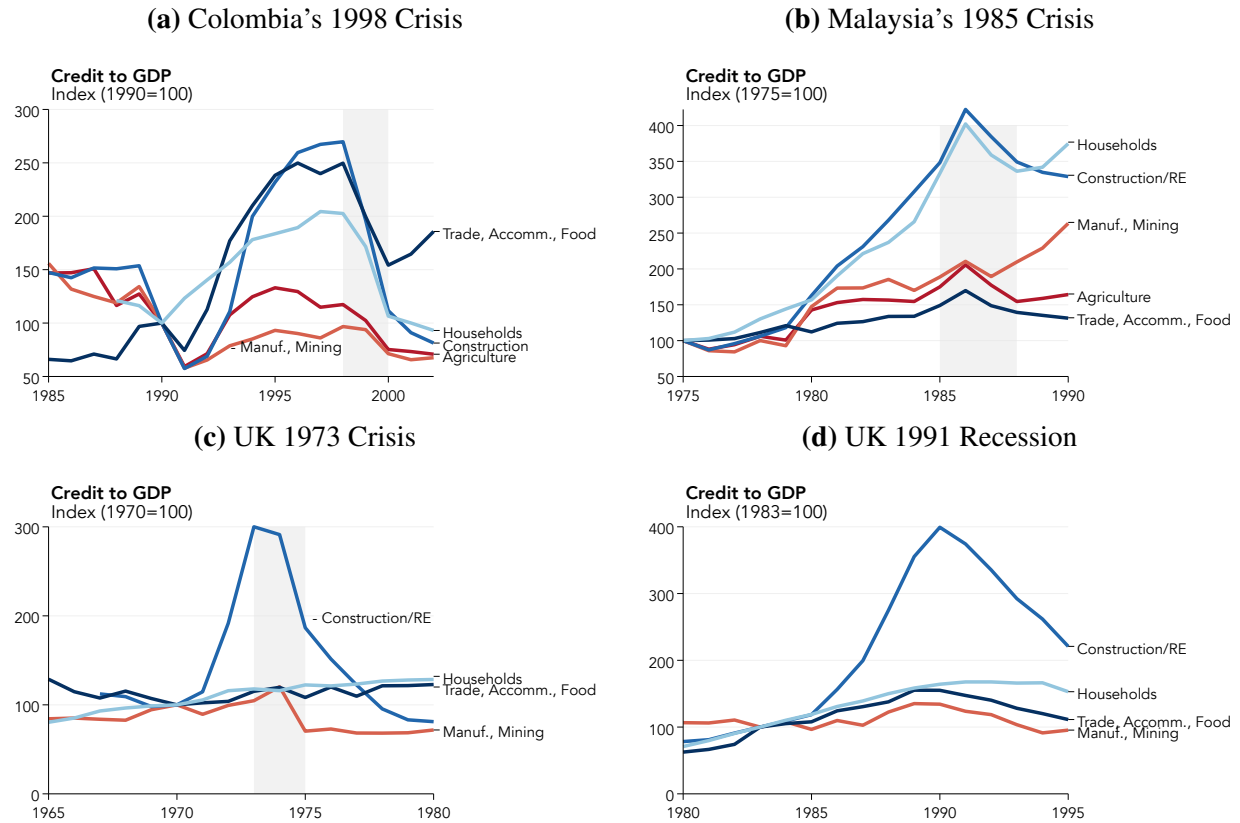 (a) Colombia's 1998 Crisis
Credit to GDP
Index (1990=100)
300
250
200
150
100
50
1985
1990
1995
2000
Trade, Accomm., Food
Households
Construction
Agriculture
- Manuf., Mining
(b) Malaysia's 1985 Crisis
Credit to GDP
Index (1975=100)
400
350
300
250
200
150
100
50
1975
1980
1985
1990
Households
Construction/RE
Manuf., Mining
Agriculture
Trade, Accomm., Food
(c) UK 1973 Crisis
Credit to GDP
Index (1970=100)
300
200
100
0
1965
1970
1975
1980
- Construction/RE
Households
Trade, Accomm., Food
Manuf., Mining
(d) UK 1991 Recession
Credit to GDP
Index (1983=100)
400
300
200
100
0
1980
1985
1990
1995
Construction/RE
Households
Trade, Accomm., Food
Manuf., Mining